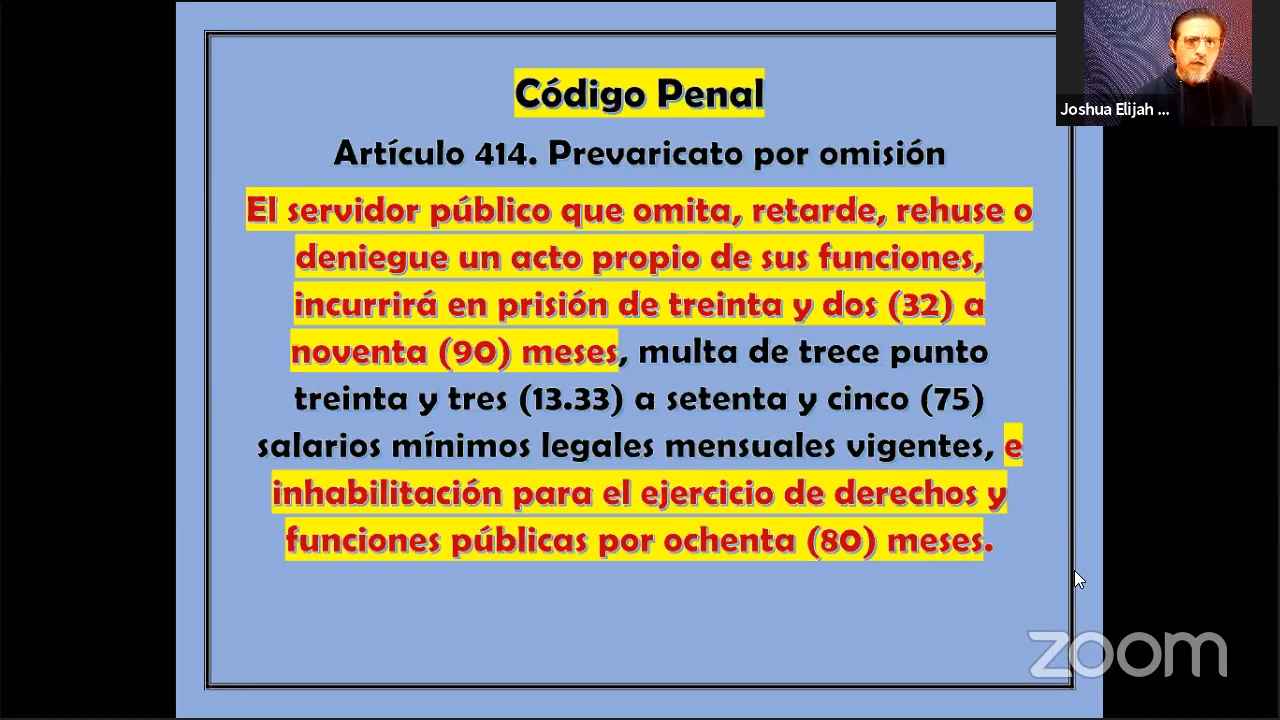 Código Penal
Artículo 414. Prevaricato por omisión
El servidor público que omita, retarde, rehuse o
deniegue un acto propio de sus funciones,
incurrirá en prisión de treinta y dos (32) a
noventa (90) meses, multa de trece punto
treinta y tres (13.33) a setenta y cinco (75)
salarios mínimos legales mensuales vigentes, e
inhabilitación para el ejercicio de derechos y
funciones públicas por ochenta (80) meses.
Joshua Elijah ...
zoom